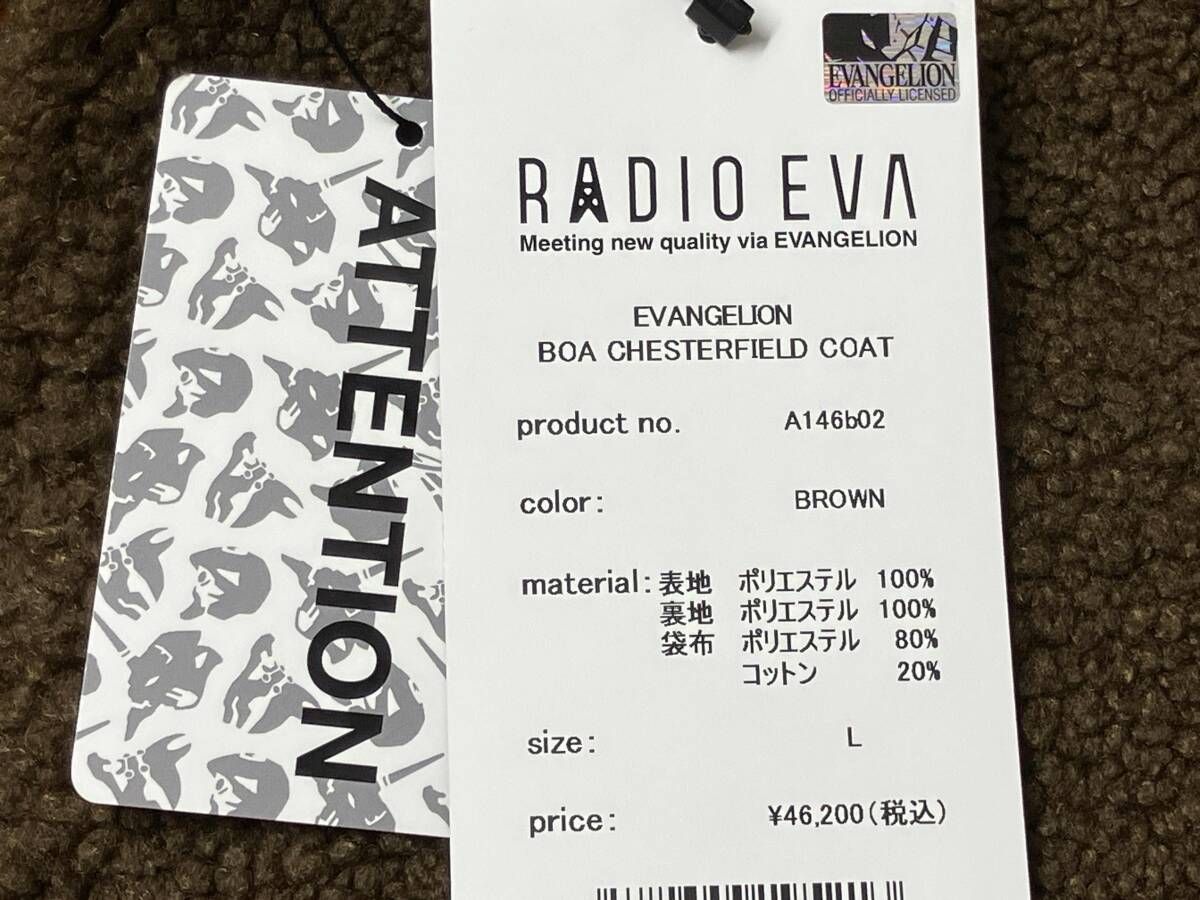 ATTENTION
EVANGELION
OFFICIALLY LICENSED
RADIO EVA
Meeting new quality via EVANGELION
EVANGELION
BOA CHESTERFIELD COAT
product no. A146b02
color: BROWN
material: 表地 ポリエステル 100%
裏地 ポリエステル 100%
袋布 ポリエステル 80%
コットン 20%
size: L
price: ¥46,200(税込)